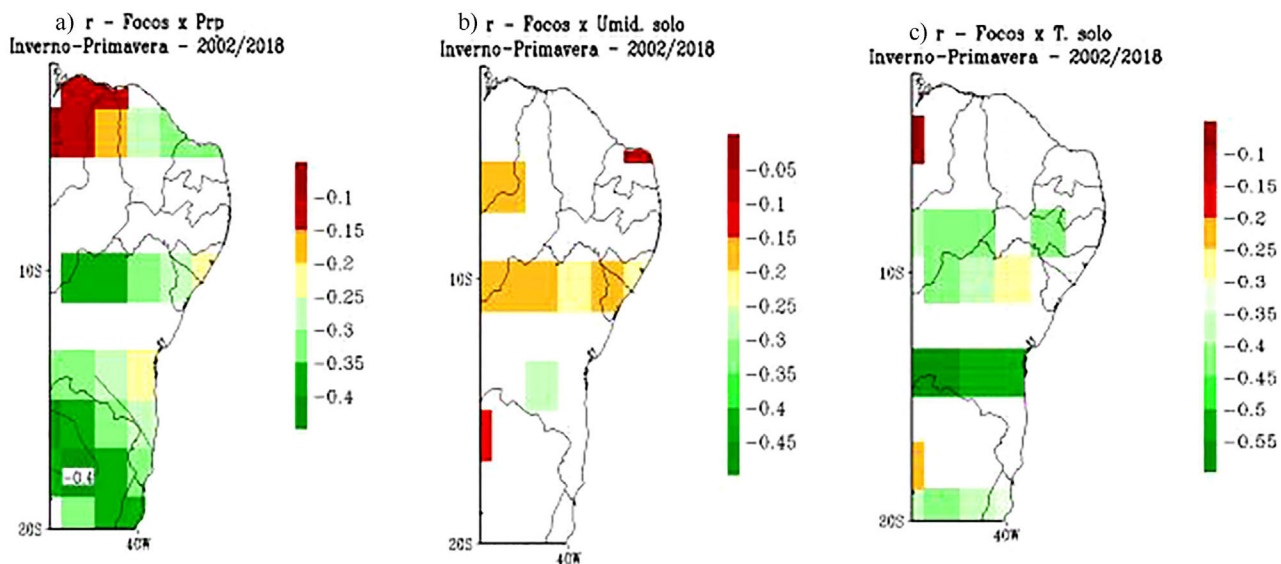 a) r - Focos x Prp
Inverno-Primavera - 2002/2018
10S
20S
40W
-0.4
-0.1
-0.15
-0.2
-0.25
-0.3
-0.35
-0.4
b) r - Focos x Umid. solo
Inverno-Primavera - 2002/2018
10S
20S
40W
-0.05
-0.1
-0.15
-0.2
-0.25
-0.3
-0.35
-0.4
-0.45
c) r - Focos x T. solo
Inverno-Primavera - 2002/2018
10S
20S
40W
-0.1
-0.15
-0.2
-0.25
-0.3
-0.35
-0.4
-0.45
-0.5
-0.55